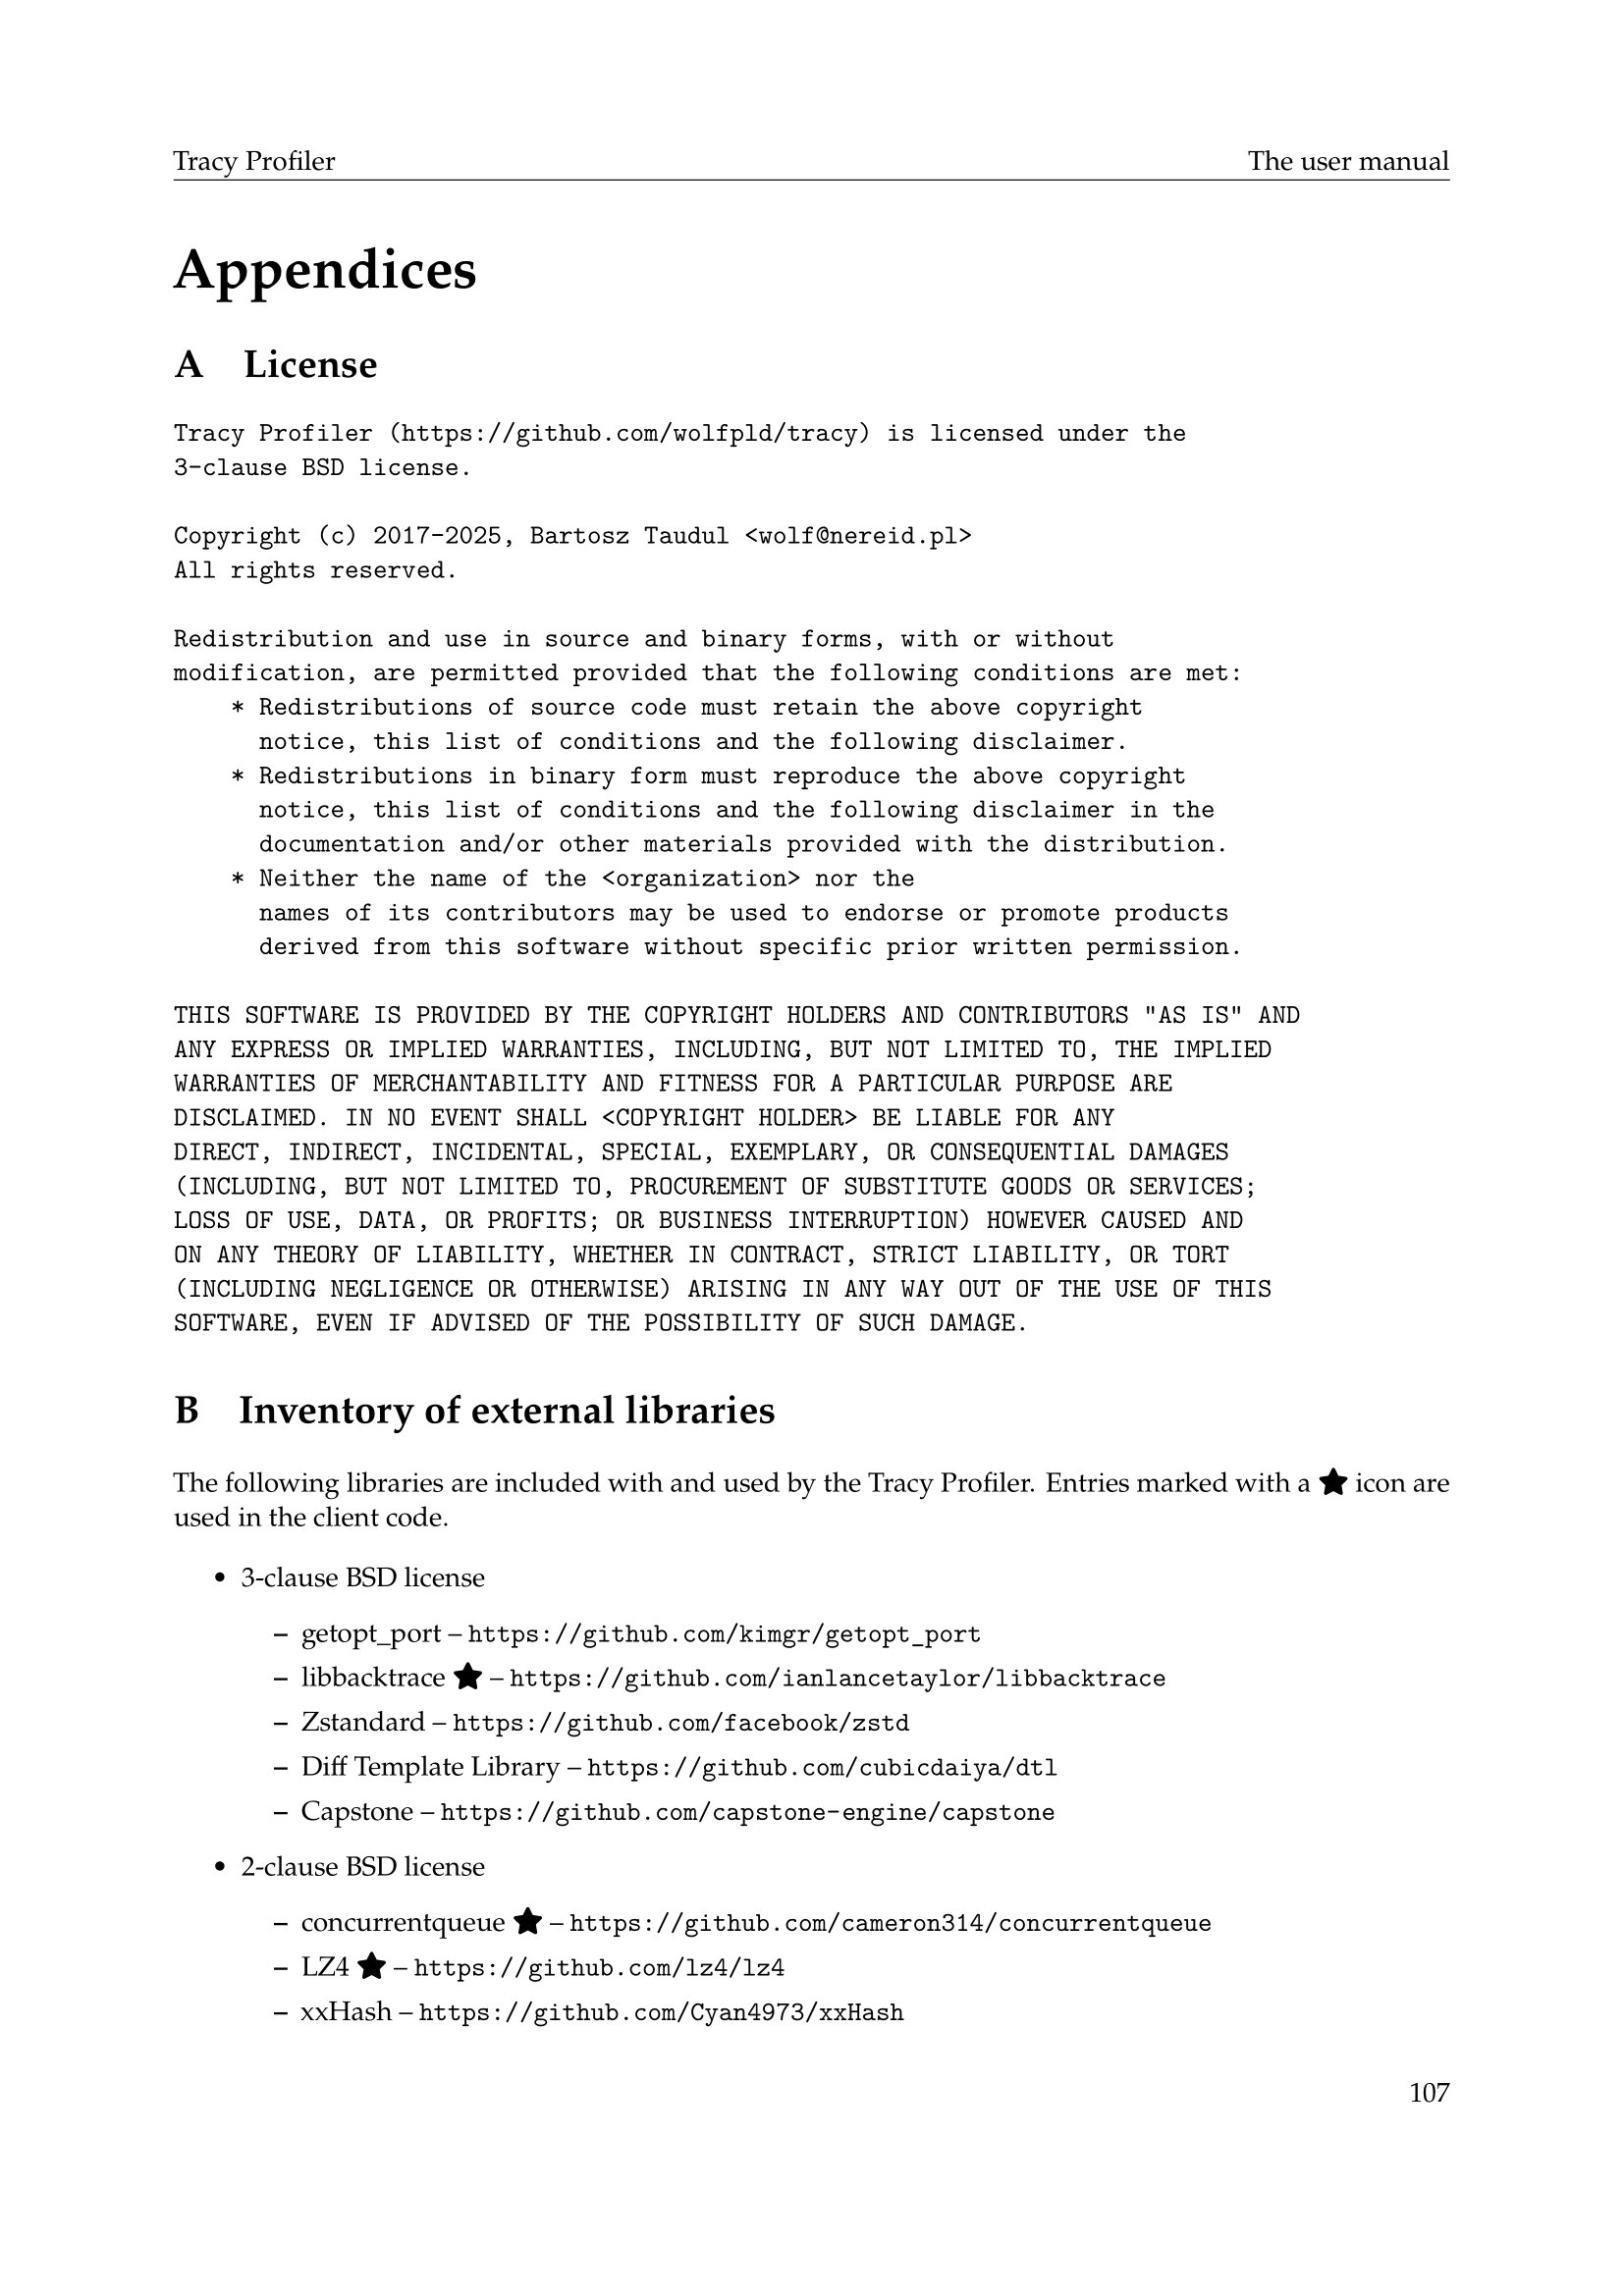 Tracy Profiler The user manual
Appendices
A License
Tracy Profiler (https://github.com/wolfpld/tracy) is licensed under the
3-clause BSD license.
Copyright (c) 2017-2025, Bartosz Taudul <wolf@nereid.pl>
All rights reserved.
Redistribution and use in source and binary forms, with or without
modification, are permitted provided that the following conditions are met:
* Redistributions of source code must retain the above copyright
notice, this list of conditions and the following disclaimer.
* Redistributions in binary form must reproduce the above copyright
notice, this list of conditions and the following disclaimer in the
documentation and/or other materials provided with the distribution.
* Neither the name of the <organization> nor the
names of its contributors may be used to endorse or promote products
derived from this software without specific prior written permission.
THIS SOFTWARE IS PROVIDED BY THE COPYRIGHT HOLDERS AND CONTRIBUTORS "AS IS" AND
ANY EXPRESS OR IMPLIED WARRANTIES, INCLUDING, BUT NOT LIMITED TO, THE IMPLIED
WARRANTIES OF MERCHANTABILITY AND FITNESS FOR A PARTICULAR PURPOSE ARE
DISCLAIMED. IN NO EVENT SHALL <COPYRIGHT HOLDER> BE LIABLE FOR ANY
DIRECT, INDIRECT, INCIDENTAL, SPECIAL, EXEMPLARY, OR CONSEQUENTIAL DAMAGES
(INCLUDING, BUT NOT LIMITED TO, PROCUREMENT OF SUBSTITUTE GOODS OR SERVICES;
LOSS OF USE, DATA, OR PROFITS; OR BUSINESS INTERRUPTION) HOWEVER CAUSED AND
ON ANY THEORY OF LIABILITY, WHETHER IN CONTRACT, STRICT LIABILITY, OR TORT
(INCLUDING NEGLIGENCE OR OTHERWISE) ARISING IN ANY WAY OUT OF THE USE OF THIS
SOFTWARE, EVEN IF ADVISED OF THE POSSIBILITY OF SUCH DAMAGE.
B Inventory of external libraries
The following libraries are included with and used by the Tracy Profiler. Entries marked with a ★ icon are
used in the client code.
• 3-clause BSD license
– getopt_port – https://github.com/kimgr/getopt_port
– libbacktrace ★ – https://github.com/ianlancetaylor/libbacktrace
– Zstandard – https://github.com/facebook/zstd
– Diff Template Library – https://github.com/cubicdaiya/dtl
– Capstone – https://github.com/capstone-engine/capstone
• 2-clause BSD license
– concurrentqueue ★ – https://github.com/cameron314/concurrentqueue
– LZ4 ★ – https://github.com/lz4/lz4
– xxHash – https://github.com/Cyan4973/xxHash
107